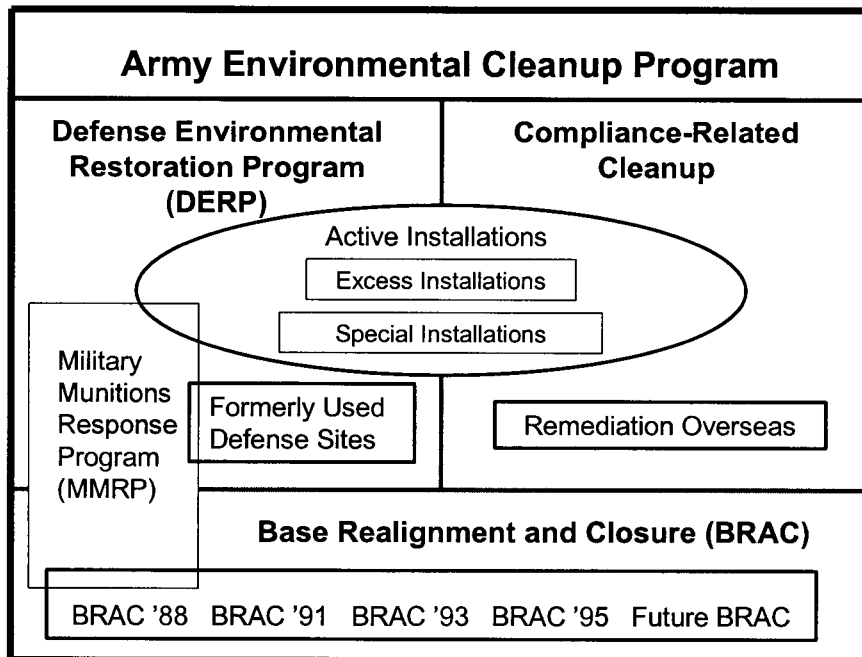 Army Environmental Cleanup Program
Defense Environmental
Restoration Program
(DERP)
Compliance-Related
Cleanup
Active Installations
Excess Installations
Special Installations
Military
Munitions
Response
Program
(MMRP)
Formerly Used
Defense Sites
Remediation Overseas
Base Realignment and Closure (BRAC)
BRAC '88 BRAC '91 BRAC '93 BRAC '95 Future BRAC